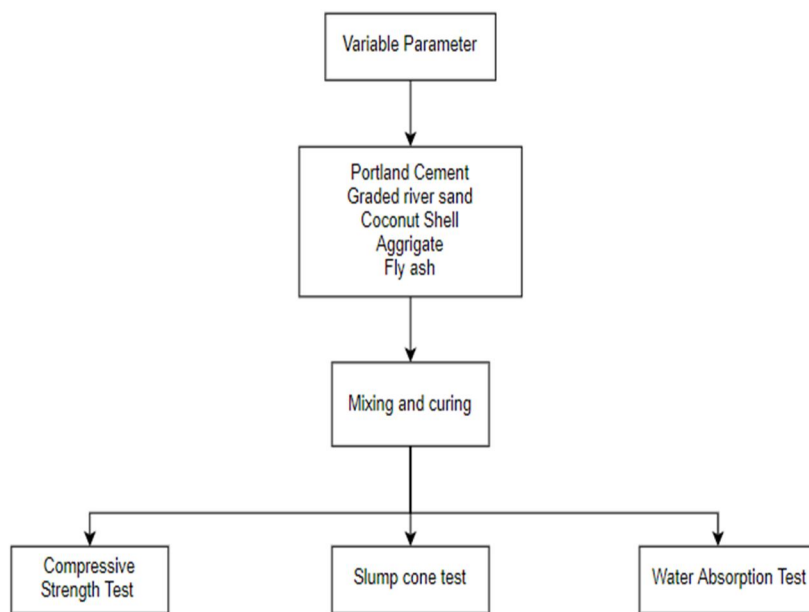 Variable Parameter
Portland Cement
Graded river sand
Coconut Shell
Aggrigate
Fly ash
Mixing and curing
Compressive
Strength Test
Slump cone test
Water Absorption Test